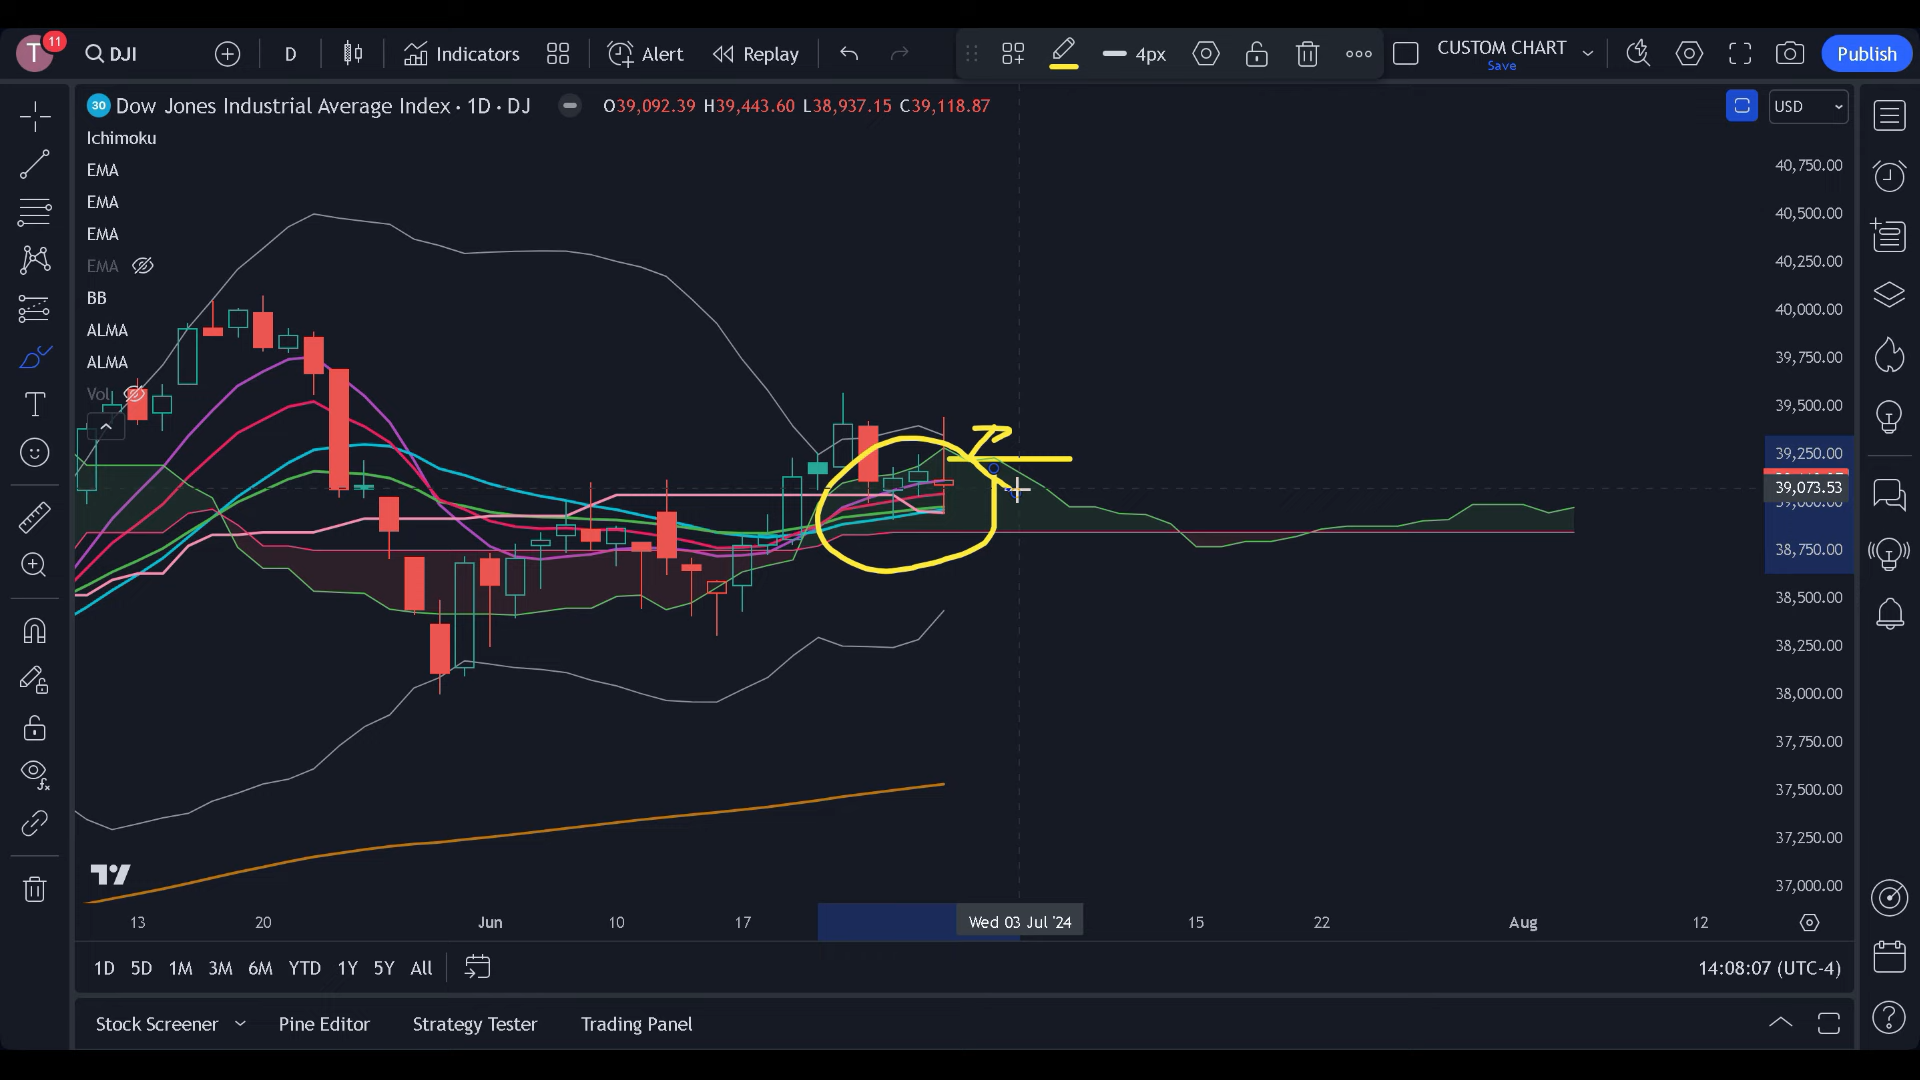 T 11 DJI D Indicators Alert Replay 4px CUSTOM CHART Save Publish
30 Dow Jones Industrial Average Index · 1D · DJ O39,092.39 H39,443.60 L38,937.15 C39,118.87 USD
Ichimoku
EMA
EMA
EMA
EMA
BB
ALMA
ALMA
Vol
40,750.00
40,500.00
40,250.00
40,000.00
39,750.00
39,500.00
39,250.00
39,073.53
39,000.00
38,750.00
38,500.00
38,250.00
38,000.00
37,750.00
37,500.00
37,250.00
37,000.00
13 20 Jun 10 17 Wed 03 Jul '24 15 22 Aug 12
1D 5D 1M 3M 6M YTD 1Y 5Y All 14:08:07 (UTC-4)
Stock Screener Pine Editor Strategy Tester Trading Panel